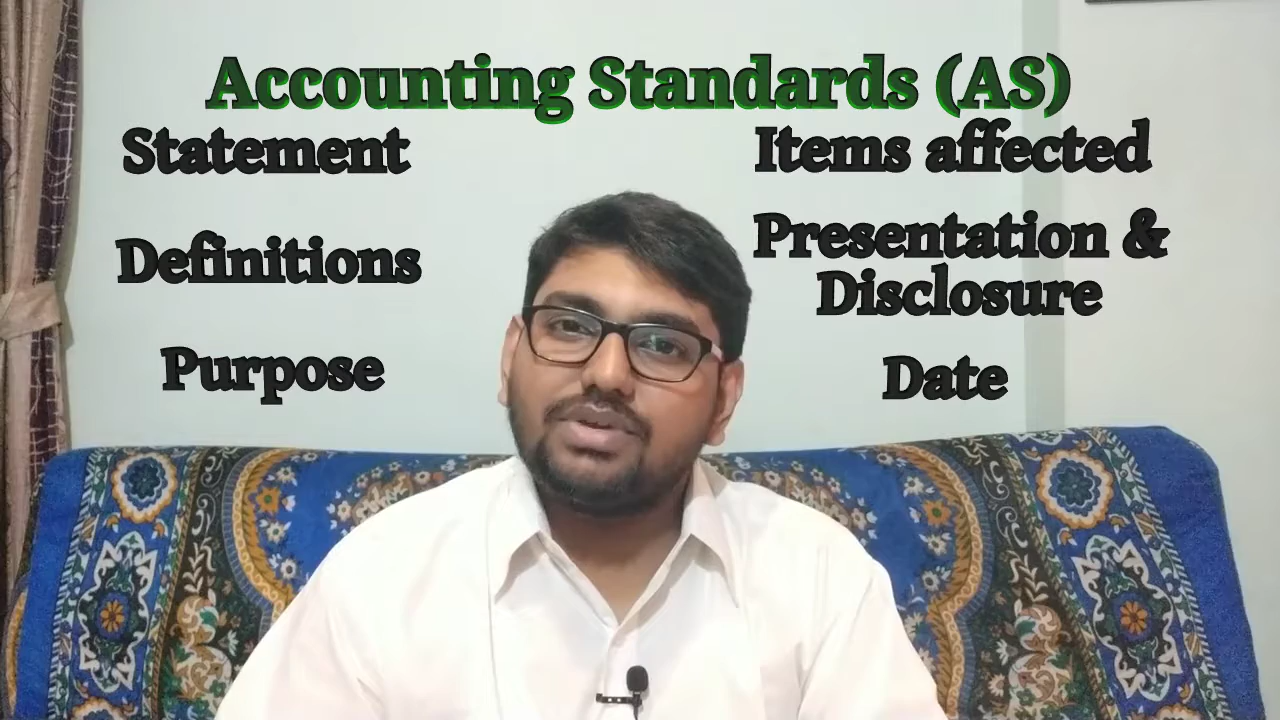 Accounting Standards (AS)
Statement
Definitions
Purpose
Items affected
Presentation &
Disclosure
Date